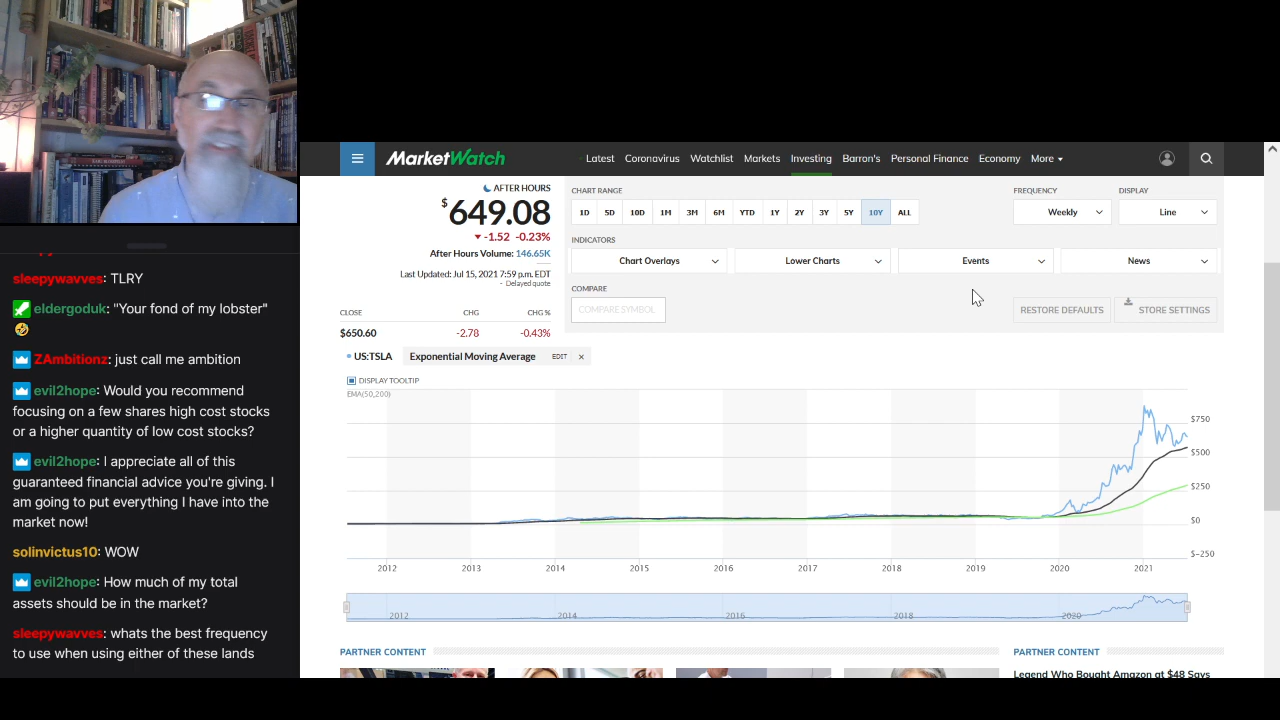 sleepywavves: TLRY
eldergoduk: "Your fond of my lobster"
ZAmbitionz: just call me ambition
evil2hope: Would you recommend
focusing on a few shares high cost stocks
or a higher quantity of low cost stocks?
evil2hope: I appreciate all of this
guaranteed financial advice you're giving. I
am going to put everything I have into the
market now!
solinvictus10: WOW
evil2hope: How much of my total
assets should be in the market?
sleepywavves: whats the best frequency
to use when using either of these lands
MarketWatch
Latest Coronavirus Watchlist Markets Investing Barron's Personal Finance Economy More
AFTER HOURS
$649.08
-1.52 -0.23%
After Hours Volume: 146.65K
Last Updated: Jul 15, 2021 7:59 p.m. EDT
Delayed quote
CLOSE CHG CHG %
$650.60 -2.78 -0.43%
CHART RANGE
1D 5D 10D 1M 3M 6M YTD 1Y 2Y 3Y 5Y 10Y ALL
FREQUENCY
Weekly
DISPLAY
Line
INDICATORS
Chart Overlays Lower Charts Events News
COMPARE
COMPARE SYMBOL
RESTORE DEFAULTS STORE SETTINGS
US:TSLA Exponential Moving Average EDIT ×
DISPLAY TOOLTIP
EMA(50,200)
$750
$500
$250
$0
$-250
2012 2013 2014 2015 2016 2017 2018 2019 2020 2021
2012 2014 2016 2018 2020
PARTNER CONTENT
PARTNER CONTENT
Legend Who Bought Amazon at $48 Says